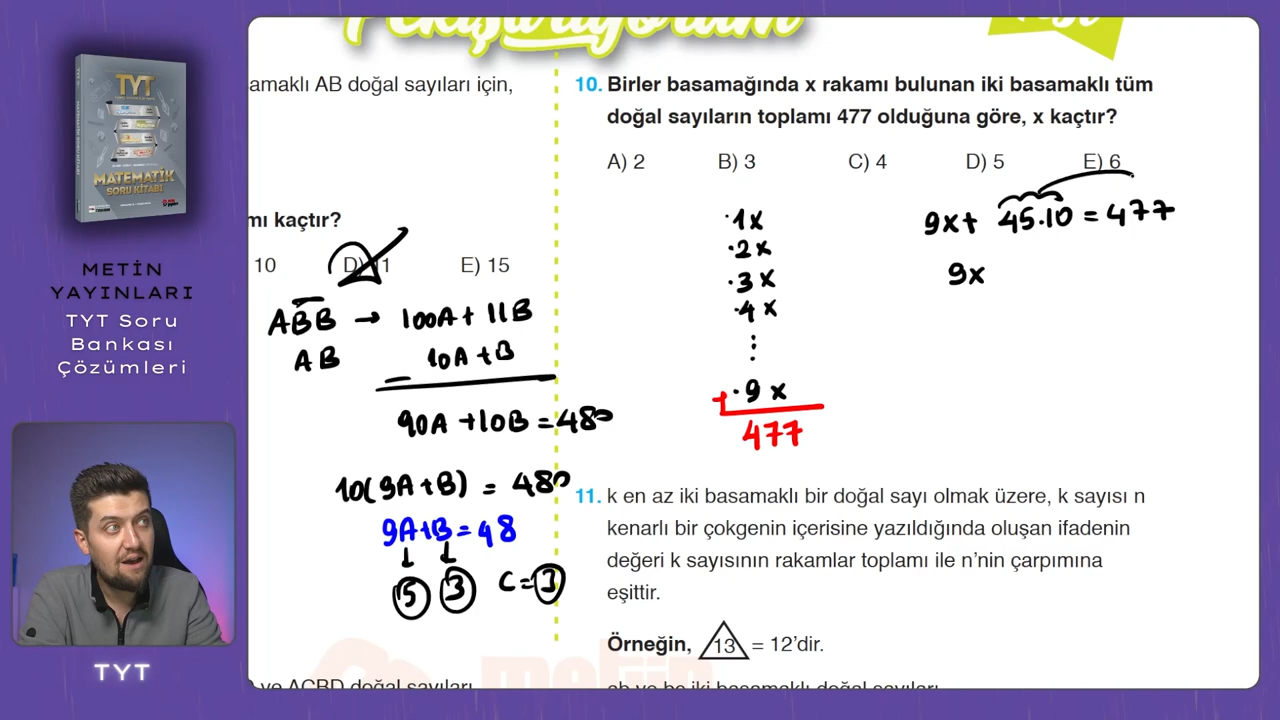 TYT
MATEMATİK
SORU KİTABI
METİN
YAYINLARI
TYT Soru
Bankası
Çözümleri
TYT
amaklı AB doğal sayıları için,
mı kaçtır?
10 D) 11 E) 15
ABB → 100A + 11B
AB 10A + B
90A + 10B = 480
10(9A + B) = 480
9A + B = 48
5 3 C = 3
ve ACBD doğal sayıları
10. Birler basamağında x rakamı bulunan iki basamaklı tüm
doğal sayıların toplamı 477 olduğuna göre, x kaçtır?
A) 2 B) 3 C) 4 D) 5 E) 6
·1x
·2x
·3x
·4x
⋮
+ ·9x
477
9x + 45.10 = 477
9x
11. k en az iki basamaklı bir doğal sayı olmak üzere, k sayısı n
kenarlı bir çokgenin içerisine yazıldığında oluşan ifadenin
değeri k sayısının rakamlar toplamı ile n’nin çarpımına
eşittir.
Örneğin, 13 = 12’dir.